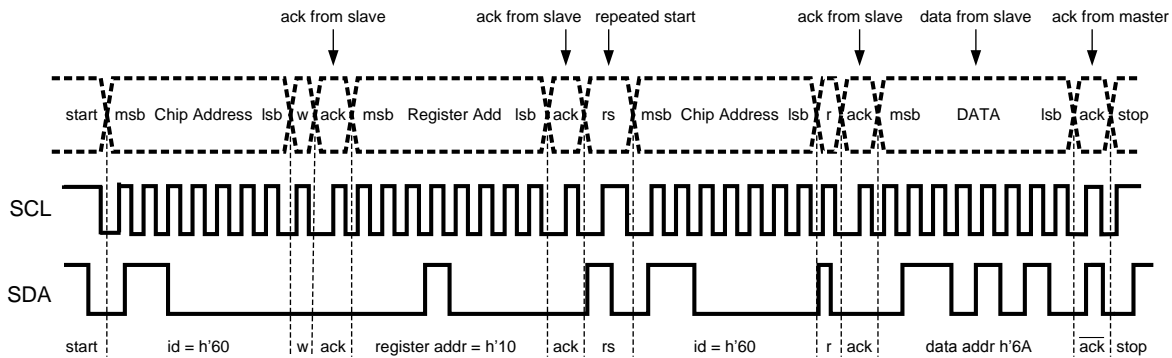 ack from slave ack from slave repeated start ack from slave data from slave ack from master
start msb Chip Address lsb w ack msb Register Add lsb ack rs msb Chip Address lsb r ack msb DATA lsb ack stop
SCL
SDA
start id = h'60 w ack register addr = h'10 ack rs id = h'60 r ack data addr h'6A ack stop